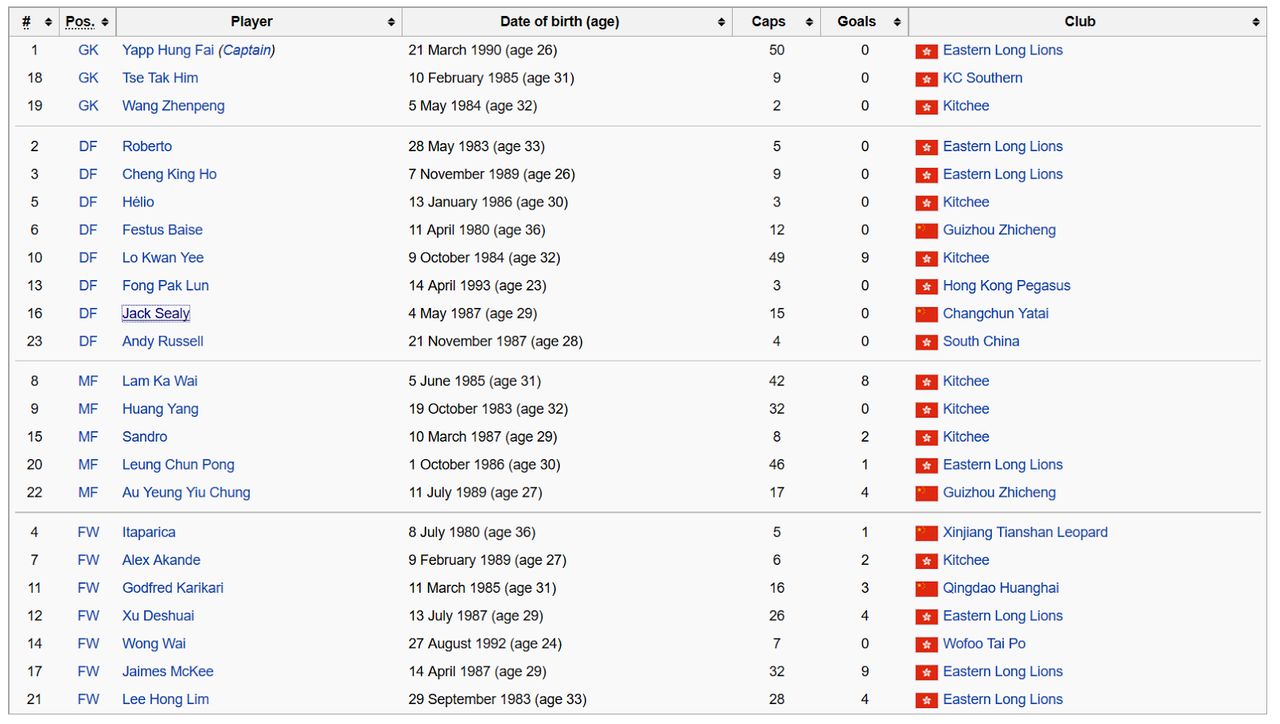 # Pos. Player Date of birth (age) Caps Goals Club
1 GK Yapp Hung Fai (Captain) 21 March 1990 (age 26) 50 0 Eastern Long Lions
18 GK Tse Tak Him 10 February 1985 (age 31) 9 0 KC Southern
19 GK Wang Zhenpeng 5 May 1984 (age 32) 2 0 Kitchee
2 DF Roberto 28 May 1983 (age 33) 5 0 Eastern Long Lions
3 DF Cheng King Ho 7 November 1989 (age 26) 9 0 Eastern Long Lions
5 DF Hélio 13 January 1986 (age 30) 3 0 Kitchee
6 DF Festus Baise 11 April 1980 (age 36) 12 0 Guizhou Zhicheng
10 DF Lo Kwan Yee 9 October 1984 (age 32) 49 9 Kitchee
13 DF Fong Pak Lun 14 April 1993 (age 23) 3 0 Hong Kong Pegasus
16 DF Jack Sealy 4 May 1987 (age 29) 15 0 Changchun Yatai
23 DF Andy Russell 21 November 1987 (age 28) 4 0 South China
8 MF Lam Ka Wai 5 June 1985 (age 31) 42 8 Kitchee
9 MF Huang Yang 19 October 1983 (age 32) 32 0 Kitchee
15 MF Sandro 10 March 1987 (age 29) 8 2 Kitchee
20 MF Leung Chun Pong 1 October 1986 (age 30) 46 1 Eastern Long Lions
22 MF Au Yeung Yiu Chung 11 July 1989 (age 27) 17 4 Guizhou Zhicheng
4 FW Itaparica 8 July 1980 (age 36) 5 1 Xinjiang Tianshan Leopard
7 FW Alex Akande 9 February 1989 (age 27) 6 2 Kitchee
11 FW Godfred Karikari 11 March 1985 (age 31) 16 3 Qingdao Huanghai
12 FW Xu Deshuai 13 July 1987 (age 29) 26 4 Eastern Long Lions
14 FW Wong Wai 27 August 1992 (age 24) 7 0 Wofoo Tai Po
17 FW Jaimes McKee 14 April 1987 (age 29) 32 9 Eastern Long Lions
21 FW Lee Hong Lim 29 September 1983 (age 33) 28 4 Eastern Long Lions